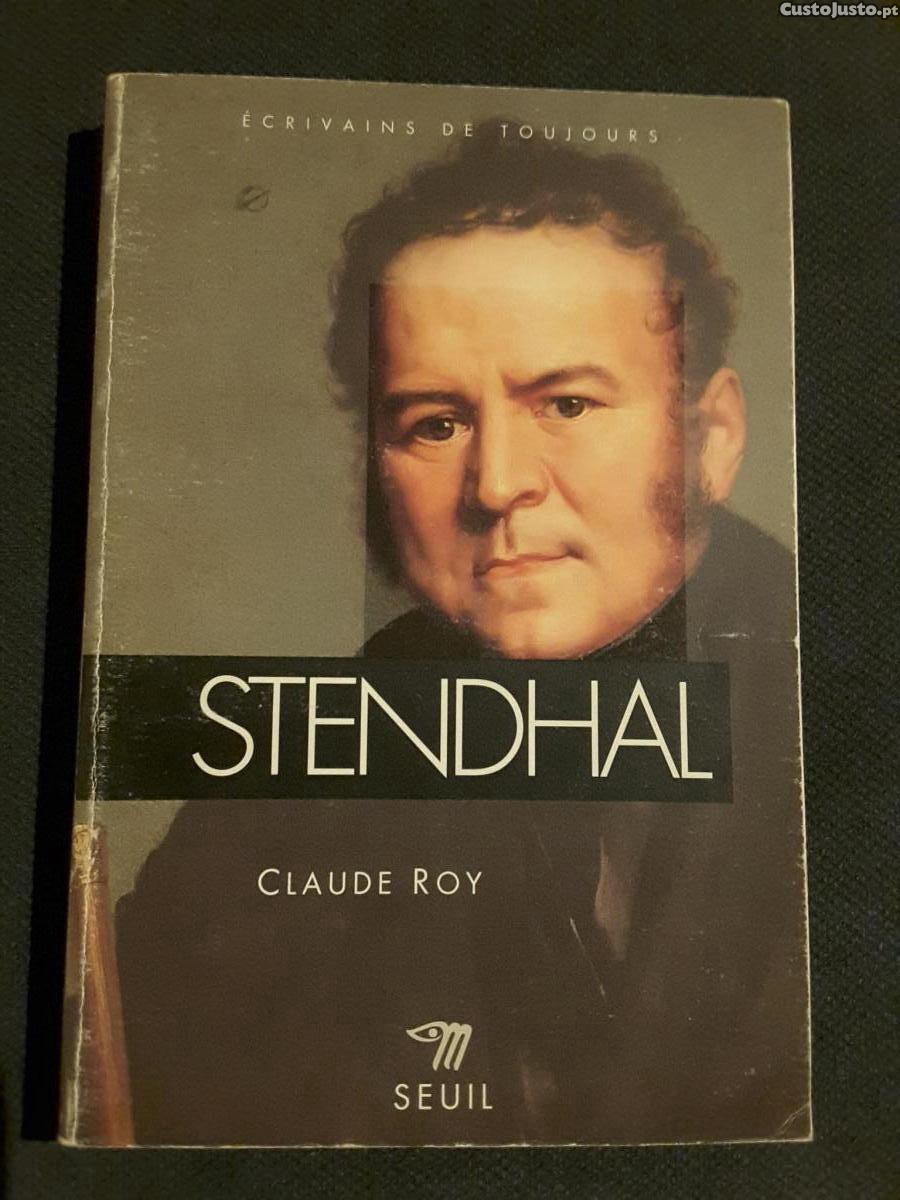 CustoJusto.pt
ÉCRIVAINS DE TOUJOURS
STENDHAL
CLAUDE ROY
SEUIL